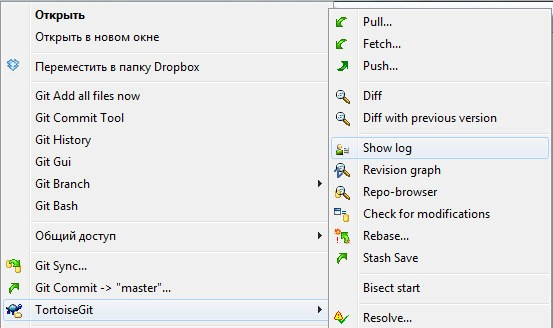 Открыть
Открыть в новом окне
Переместить в папку Dropbox
Git Add all files now
Git Commit Tool
Git History
Git Gui
Git Branch
Git Bash
Общий доступ
Git Sync...
Git Commit -> "master"...
TortoiseGit
Pull...
Fetch...
Push...
Diff
Diff with previous version
Show log
Revision graph
Repo-browser
Check for modifications
Rebase...
Stash Save
Bisect start
Resolve...